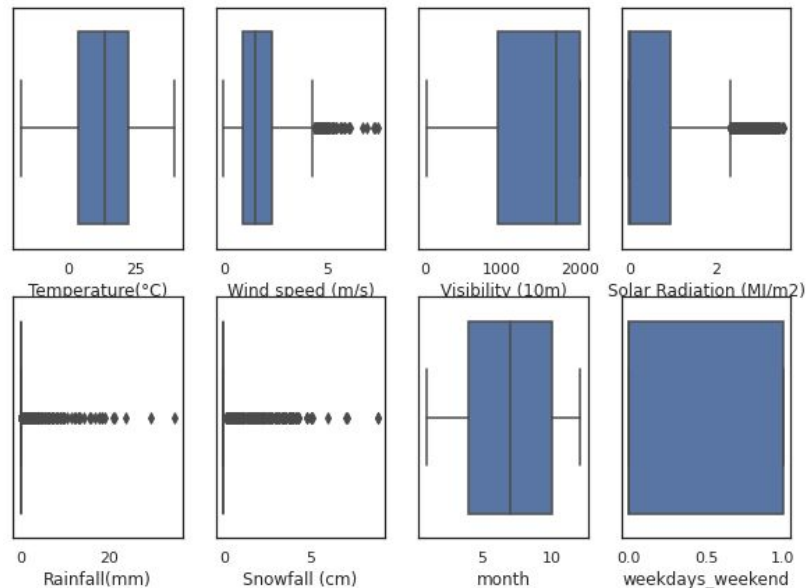 0 25
Temperature(°C)
0 5
Wind speed (m/s)
0 1000 2000
Visibility (10m)
0 2
Solar Radiation (MJ/m2)
0 20
Rainfall(mm)
0 5
Snowfall (cm)
5 10
month
0.0 0.5 1.0
weekdays_weekend